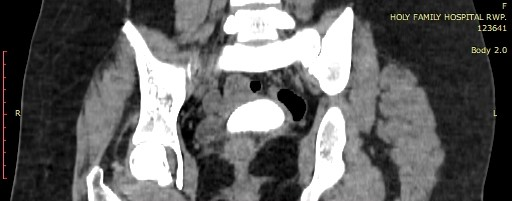 F
HOLY FAMILY HOSPITAL RWP.
123641
Body 2.0
R
L